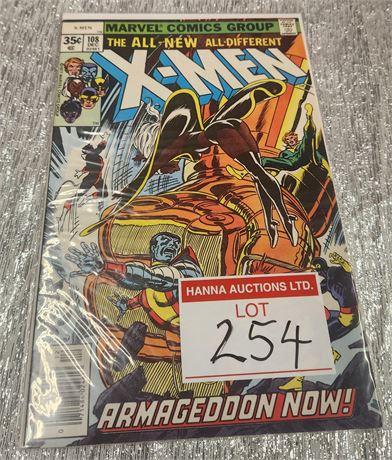 X-MEN
MARVEL COMICS GROUP
35¢
108
DEC
THE ALL-NEW ALL-DIFFERENT
X-MEN
HANNA AUCTIONS LTD.
LOT
254
ARMAGEDDON NOW!